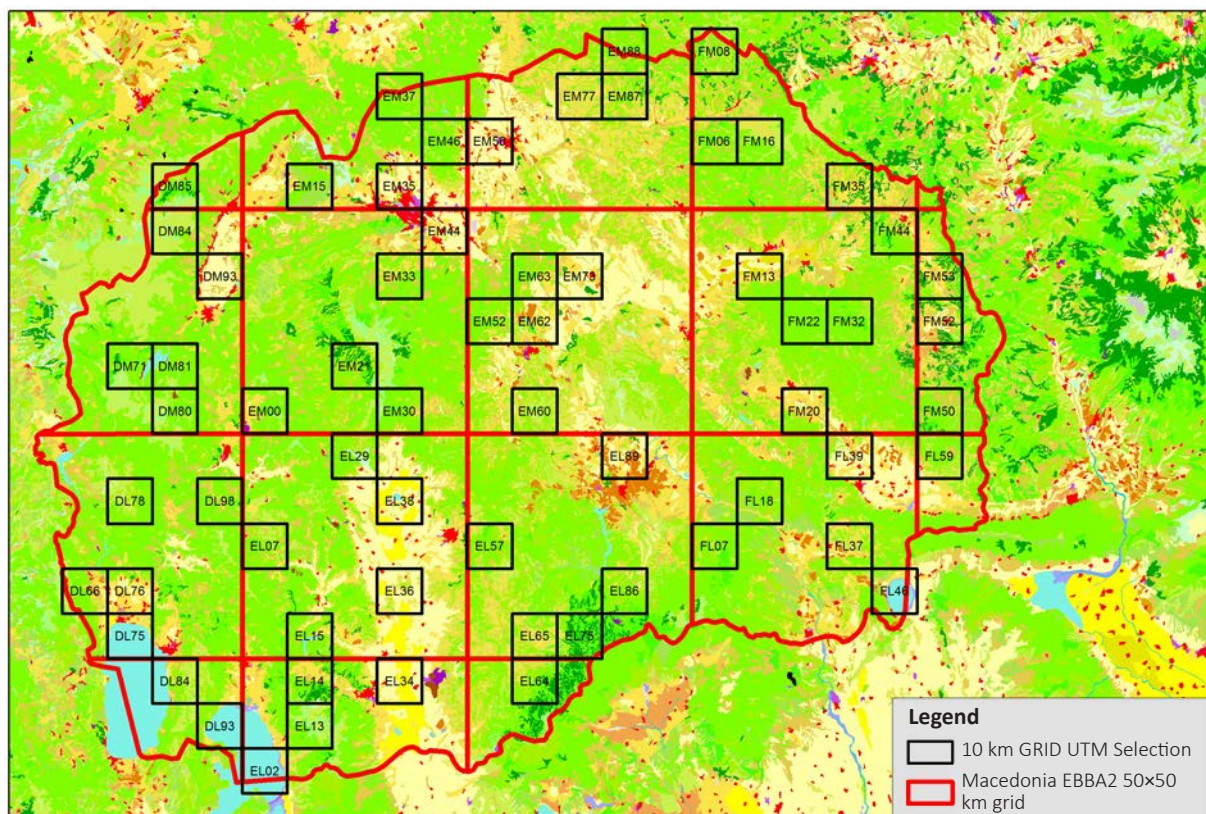 EM88 FM08
EM37 EM77 EM87
EM46 EM56 FM06 FM16
DM85 EM15 EM35 FM35
DM84 EM44 FM44
DM93 EM33 EM63 EM73 FM13 FM53
EM52 EM62 FM22 FM32 FM52
DM71 DM81 EM21
DM80 EM00 EM30 EM60 FM20 FM50
EL29 EL89 FL39 FL59
DL78 DL98 EL38 FL18
EL07 EL57 FL07 FL37
DL66 DL76 EL36 EL86 EL46
DL75 EL15 EL65 EL75
DL84 EL14 EL34 EL64
DL93 EL13
EL02
Legend
10 km GRID UTM Selection
Macedonia EBBA2 50×50
km grid